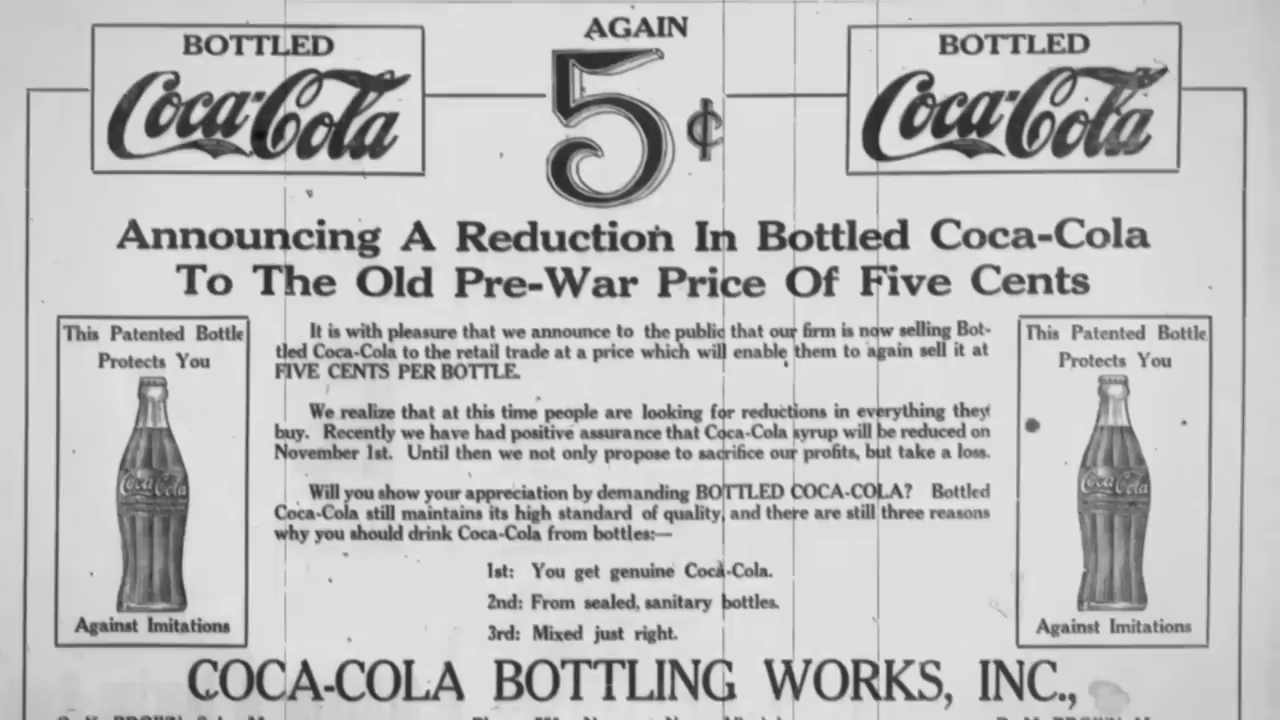 BOTTLED
Coca-Cola
AGAIN
5¢
BOTTLED
Coca-Cola
Announcing A Reduction In Bottled Coca-Cola
To The Old Pre-War Price Of Five Cents
This Patented Bottle
Protects You
Coca-Cola
Against Imitations
It is with pleasure that we announce to the public that our firm is now selling Bot-
tled Coca-Cola to the retail trade at a price which will enable them to again sell it at
FIVE CENTS PER BOTTLE.
We realize that at this time people are looking for reductions in everything they
buy. Recently we have had positive assurance that Coca-Cola syrup will be reduced on
November 1st. Until then we not only propose to sacrifice our profits, but take a loss.
Will you show your appreciation by demanding BOTTLED COCA-COLA? Bottled
Coca-Cola still maintains its high standard of quality, and there are still three reasons
why you should drink Coca-Cola from bottles:—
1st: You get genuine Coca-Cola.
2nd: From sealed, sanitary bottles.
3rd: Mixed just right.
This Patented Bottle
Protects You
Coca-Cola
Against Imitations
COCA-COLA BOTTLING WORKS, INC.,